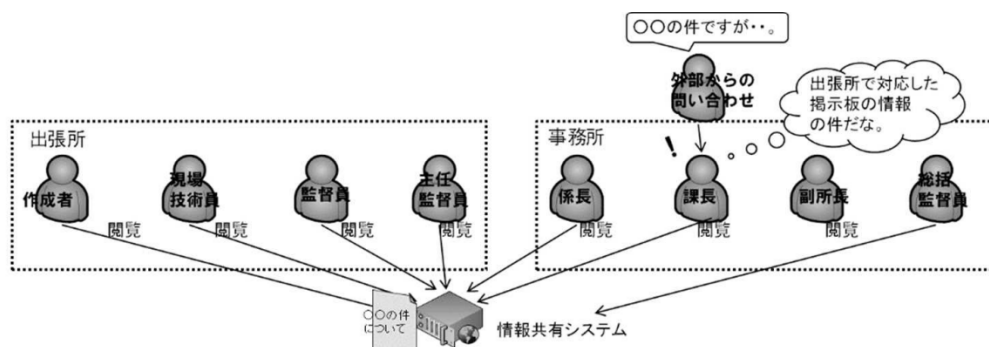 〇〇の件ですが・・。
外部からの
問い合わせ
出張所で対応した
掲示板の情報
の件だな。
出張所
事務所
!
作成者
現場
技術員
監督員
主任
監督員
係長
課長
副所長
総括
監督員
閲覧
閲覧
閲覧
閲覧
閲覧
閲覧
閲覧
閲覧
〇〇の件
について
情報共有システム